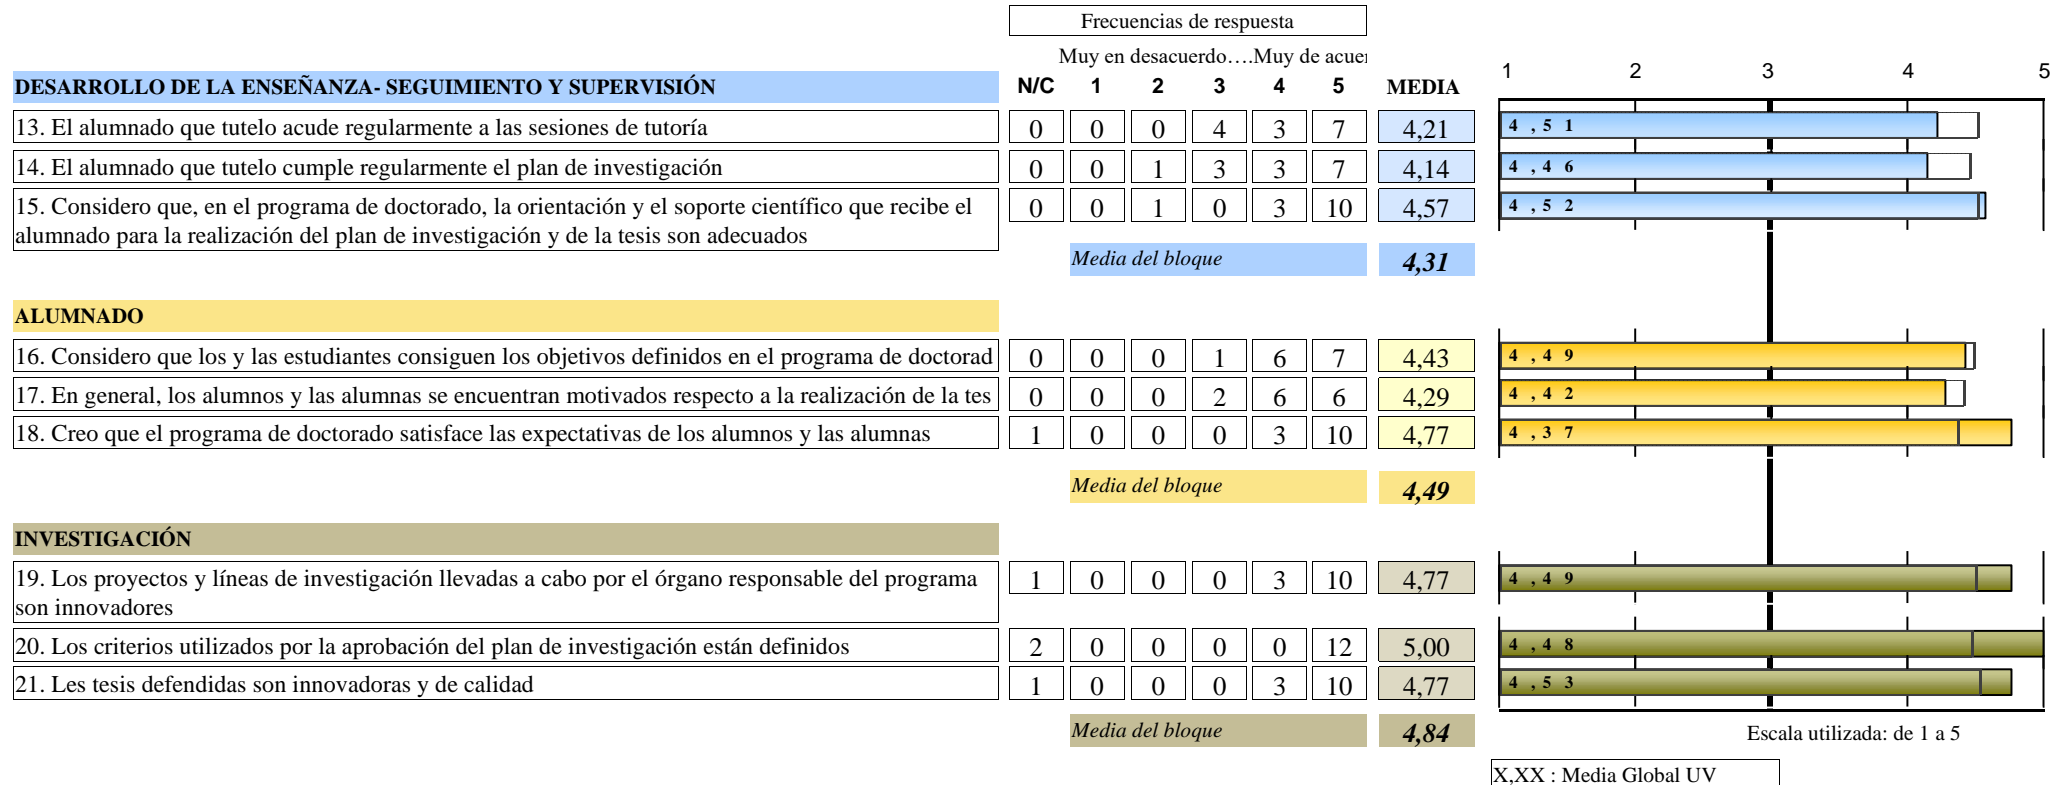 Frecuencias de respuesta
Muy en desacuerdo….Muy de acuer
1 2 3 4 5
DESARROLLO DE LA ENSEÑANZA- SEGUIMIENTO Y SUPERVISIÓN N/C 1 2 3 4 5 MEDIA
13. El alumnado que tutelo acude regularmente a las sesiones de tutoría 0 0 0 4 3 7 4,21 4,51
14. El alumnado que tutelo cumple regularmente el plan de investigación 0 0 1 3 3 7 4,14 4,46
15. Considero que, en el programa de doctorado, la orientación y el soporte científico que recibe el 0 0 1 0 3 10 4,57 4,52
alumnado para la realización del plan de investigación y de la tesis son adecuados
Media del bloque 4,31
ALUMNADO
16. Considero que los y las estudiantes consiguen los objetivos definidos en el programa de doctorad 0 0 0 1 6 7 4,43 4,49
17. En general, los alumnos y las alumnas se encuentran motivados respecto a la realización de la tes 0 0 0 2 6 6 4,29 4,42
18. Creo que el programa de doctorado satisface las expectativas de los alumnos y las alumnas 1 0 0 0 3 10 4,77 4,37
Media del bloque 4,49
INVESTIGACIÓN
19. Los proyectos y líneas de investigación llevadas a cabo por el órgano responsable del programa 1 0 0 0 3 10 4,77 4,49
son innovadores
20. Los criterios utilizados por la aprobación del plan de investigación están definidos 2 0 0 0 0 12 5,00 4,48
21. Les tesis defendidas son innovadoras y de calidad 1 0 0 0 3 10 4,77 4,53
Media del bloque 4,84
Escala utilizada: de 1 a 5
X,XX : Media Global UV